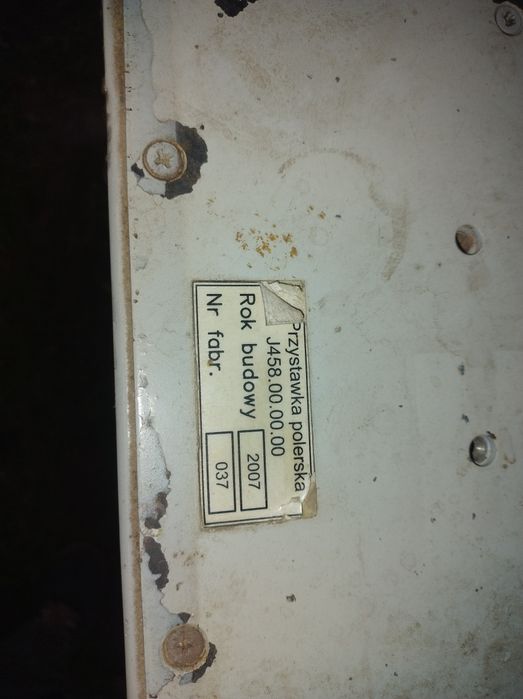 Przystawka polerska
J458.00.00.00
Rok budowy 2007
Nr fabr. 037